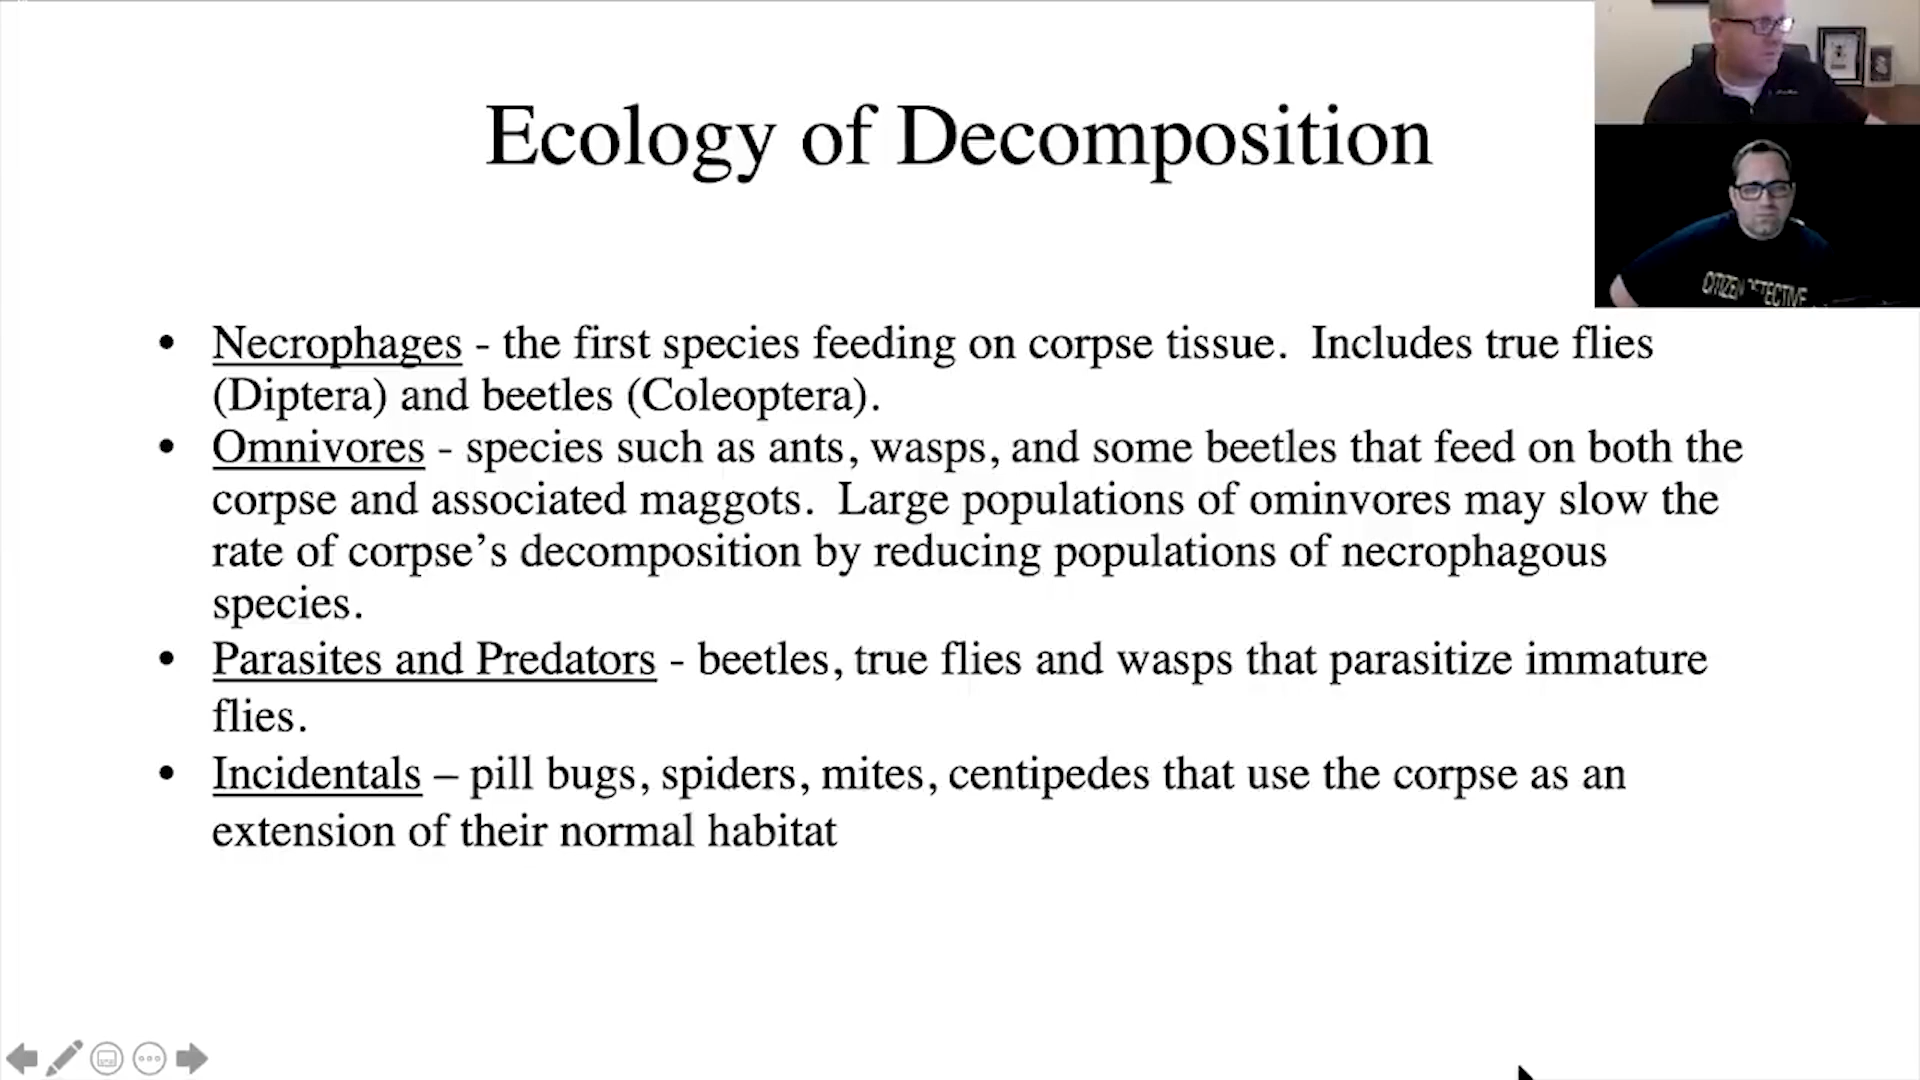 Ecology of Decomposition
• Necrophages - the first species feeding on corpse tissue.  Includes true flies
(Diptera) and beetles (Coleoptera).
• Omnivores - species such as ants, wasps, and some beetles that feed on both the
corpse and associated maggots.  Large populations of ominvores may slow the
rate of corpse’s decomposition by reducing populations of necrophagous
species.
• Parasites and Predators - beetles, true flies and wasps that parasitize immature
flies.
• Incidentals – pill bugs, spiders, mites, centipedes that use the corpse as an
extension of their normal habitat
CITIZEN DETECTIVE